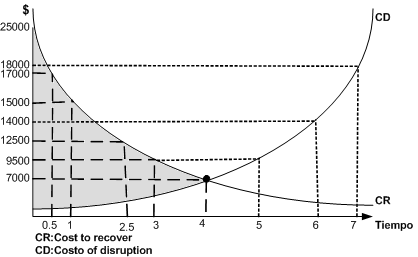 $
CD
25000
18000
17000
15000
14000
12500
9500
7000
CR
0.5 1 2.5 3 4 5 6 7 Tiempo
CR:Cost to recover
CD:Costo of disruption